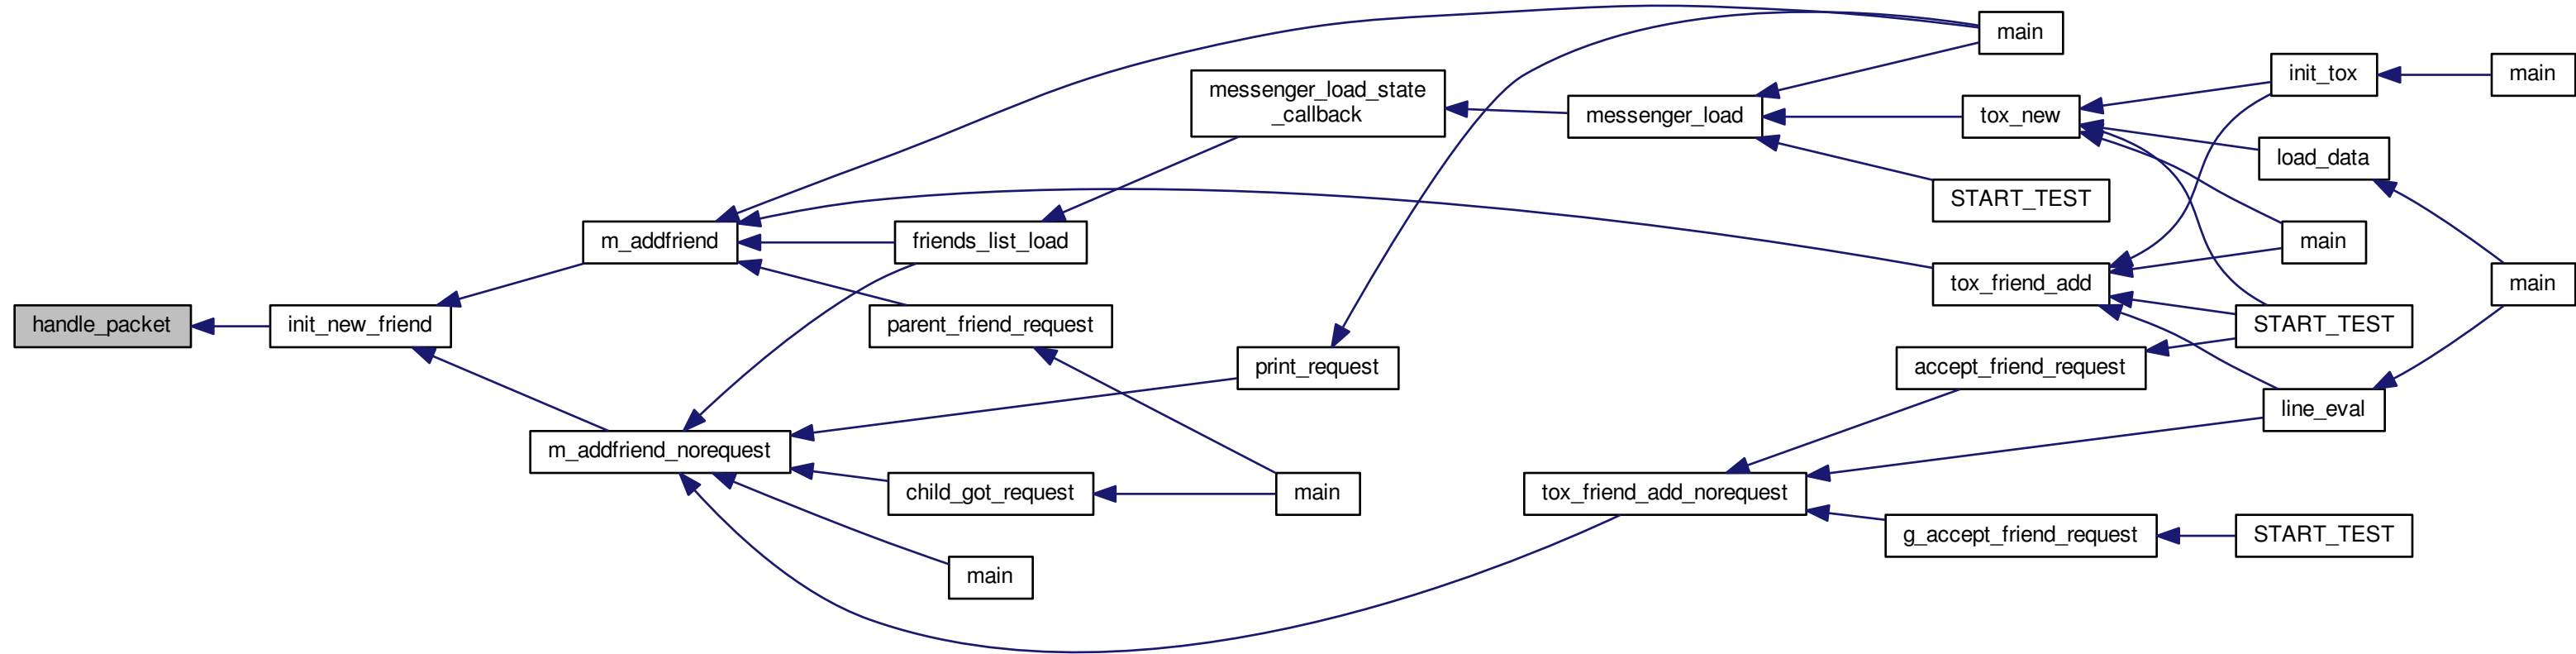 handle_packet
init_new_friend
m_addfriend
m_addfriend_norequest
friends_list_load
parent_friend_request
child_got_request
main
messenger_load_state
_callback
print_request
main
messenger_load
tox_friend_add_norequest
main
tox_new
START_TEST
tox_friend_add
accept_friend_request
g_accept_friend_request
init_tox
load_data
main
START_TEST
line_eval
START_TEST
main
main